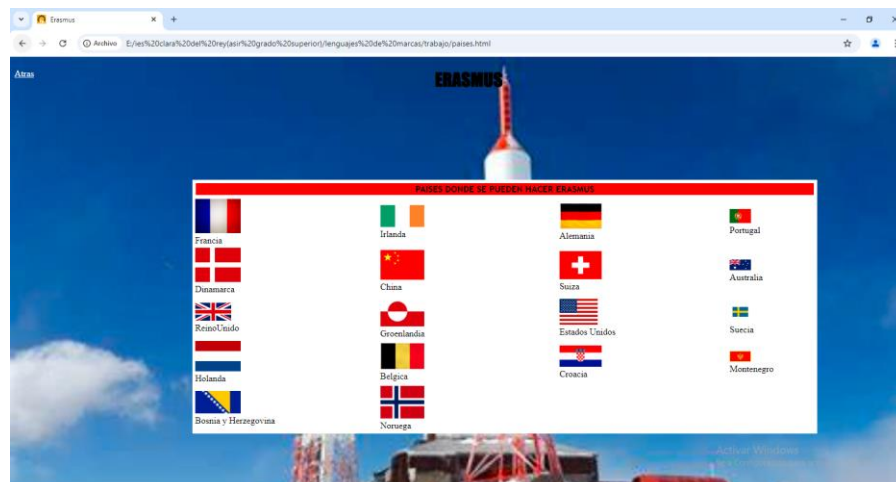 Erasmus
Archivo E:/ies%20clara%20del%20rey(asir%20grado%20superior)/lenguajes%20de%20marcas/trabajo/paises.html
Atras
ERASMUS
PAISES DONDE SE PUEDEN HACER ERASMUS
Francia Irlanda Alemania Portugal
Dinamarca China Suiza Australia
ReinoUnido Groenlandia Estados Unidos Suecia
Holanda Belgica Croacia Montenegro
Bosnia y Herzegovina Noruega
Activar Windows